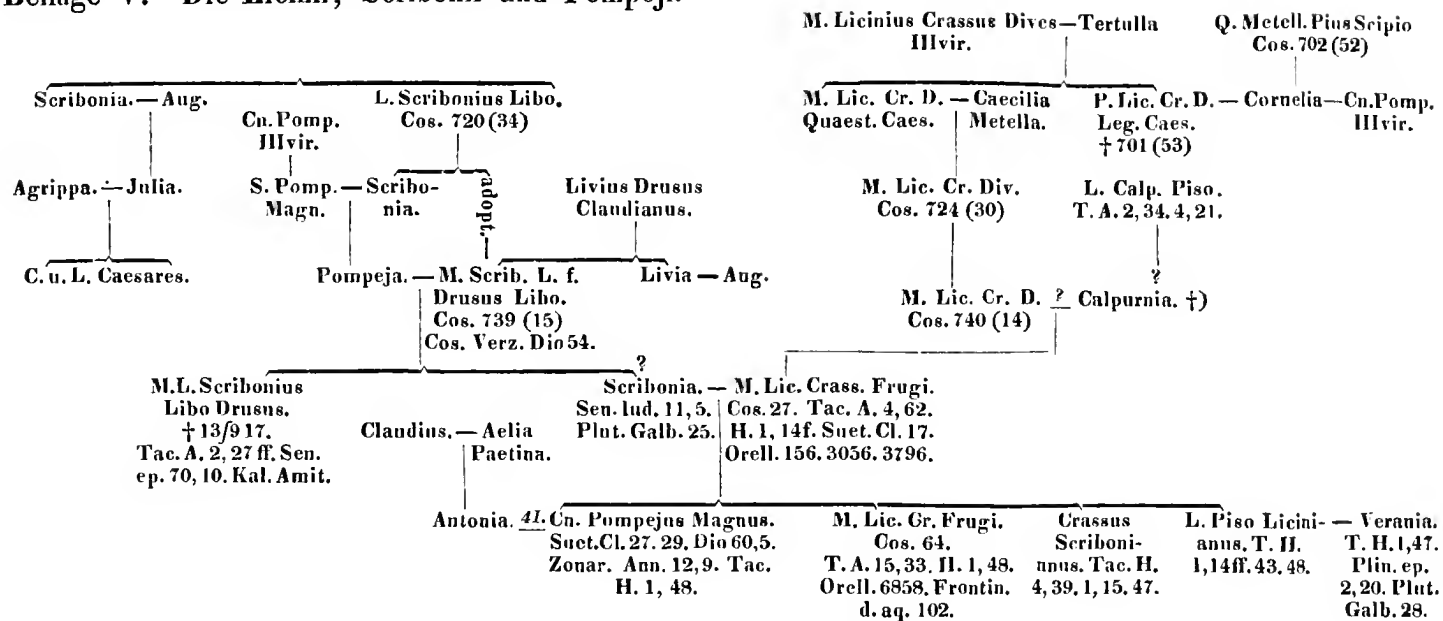 Beilage V. Die Licinii, Scribonii und Pompeji.
M. Licinius Crassus Dives—Tertulla
IIIvir.
Q. Metell. Pius Scipio
Cos. 702 (52)
Scribonia.—Aug.
L. Scribonius Libo.
Cos. 720 (34)
Cn. Pomp.
IIIvir.
M. Lic. Cr. D. — Caecilia
Quaest. Caes. Metella.
P. Lic. Cr. D. — Cornelia—Cn. Pomp.
Leg. Caes. IIIvir.
† 701 (53)
Agrippa. — Julia.
S. Pomp. — Scribo-
Magn. nia.
adopt.
Livius Drusus
Claudianus.
M. Lic. Cr. Div.
Cos. 724 (30)
L. Calp. Piso.
T. A. 2, 34. 4, 21.
C. u. L. Caesares.
Pompeja. — M. Scrib. L. f.
Drusus Libo.
Cos. 739 (15)
Cos. Verz. Dio 54.
Livia — Aug.
?
M. Lic. Cr. D. ? Calpurnia. †)
Cos. 740 (14)
M. L. Scribonius
Libo Drusus.
† 13/9 17.
Tac. A. 2, 27 ff. Sen.
ep. 70, 10. Kal. Amit.
?
Scribonia. — M. Lic. Crass. Frugi.
Sen. lud. 11, 5. Cos. 27. Tac. A. 4, 62.
Plut. Galb. 25. H. 1, 14f. Suet. Cl. 17.
Orell. 156. 3056. 3796.
Claudius. — Aelia
Paetina.
Antonia. 41. Cn. Pompejus Magnus.
Suet. Cl. 27. 29. Dio 60, 5.
Zonar. Ann. 12, 9. Tac.
H. 1, 48.
M. Lic. Cr. Frugi.
Cos. 64.
T. A. 15, 33. H. 1, 48.
Orell. 6858. Frontin.
d. aq. 102.
Crassus
Scriboni-
anus. Tac. H.
4, 39. 1, 15. 47.
L. Piso Licini- — Verania.
anus. T. H. T. H. 1, 47.
1, 14ff. 43. 48. Plin. ep.
2, 20. Plut.
Galb. 28.